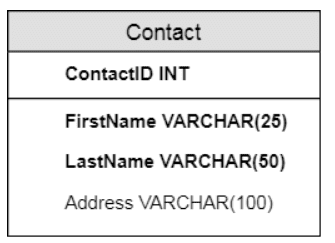 Contact
ContactID INT
FirstName VARCHAR(25)
LastName VARCHAR(50)
Address VARCHAR(100)